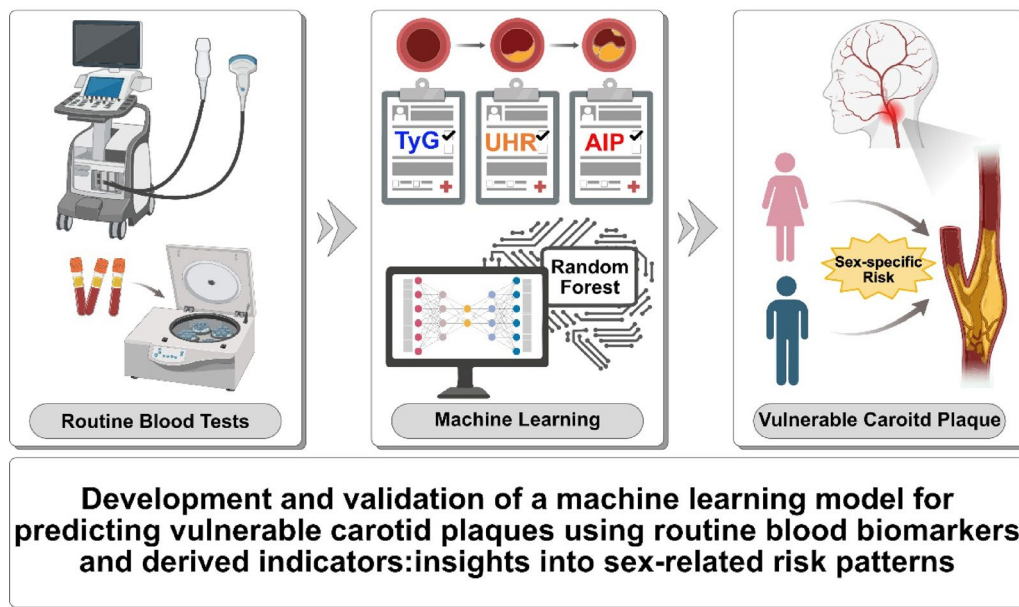 TyG
UHR
AIP
Random
Forest
Sex-specific
Risk
Routine Blood Tests
Machine Learning
Vulnerable Caroitd Plaque
Development and validation of a machine learning model for
predicting vulnerable carotid plaques using routine blood biomarkers
and derived indicators:insights into sex-related risk patterns